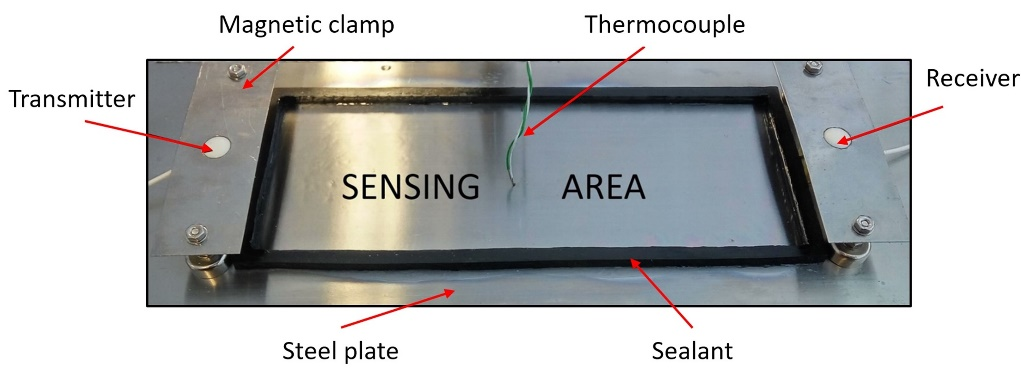 Magnetic clamp
Thermocouple
Transmitter
Receiver
SENSING AREA
Steel plate
Sealant